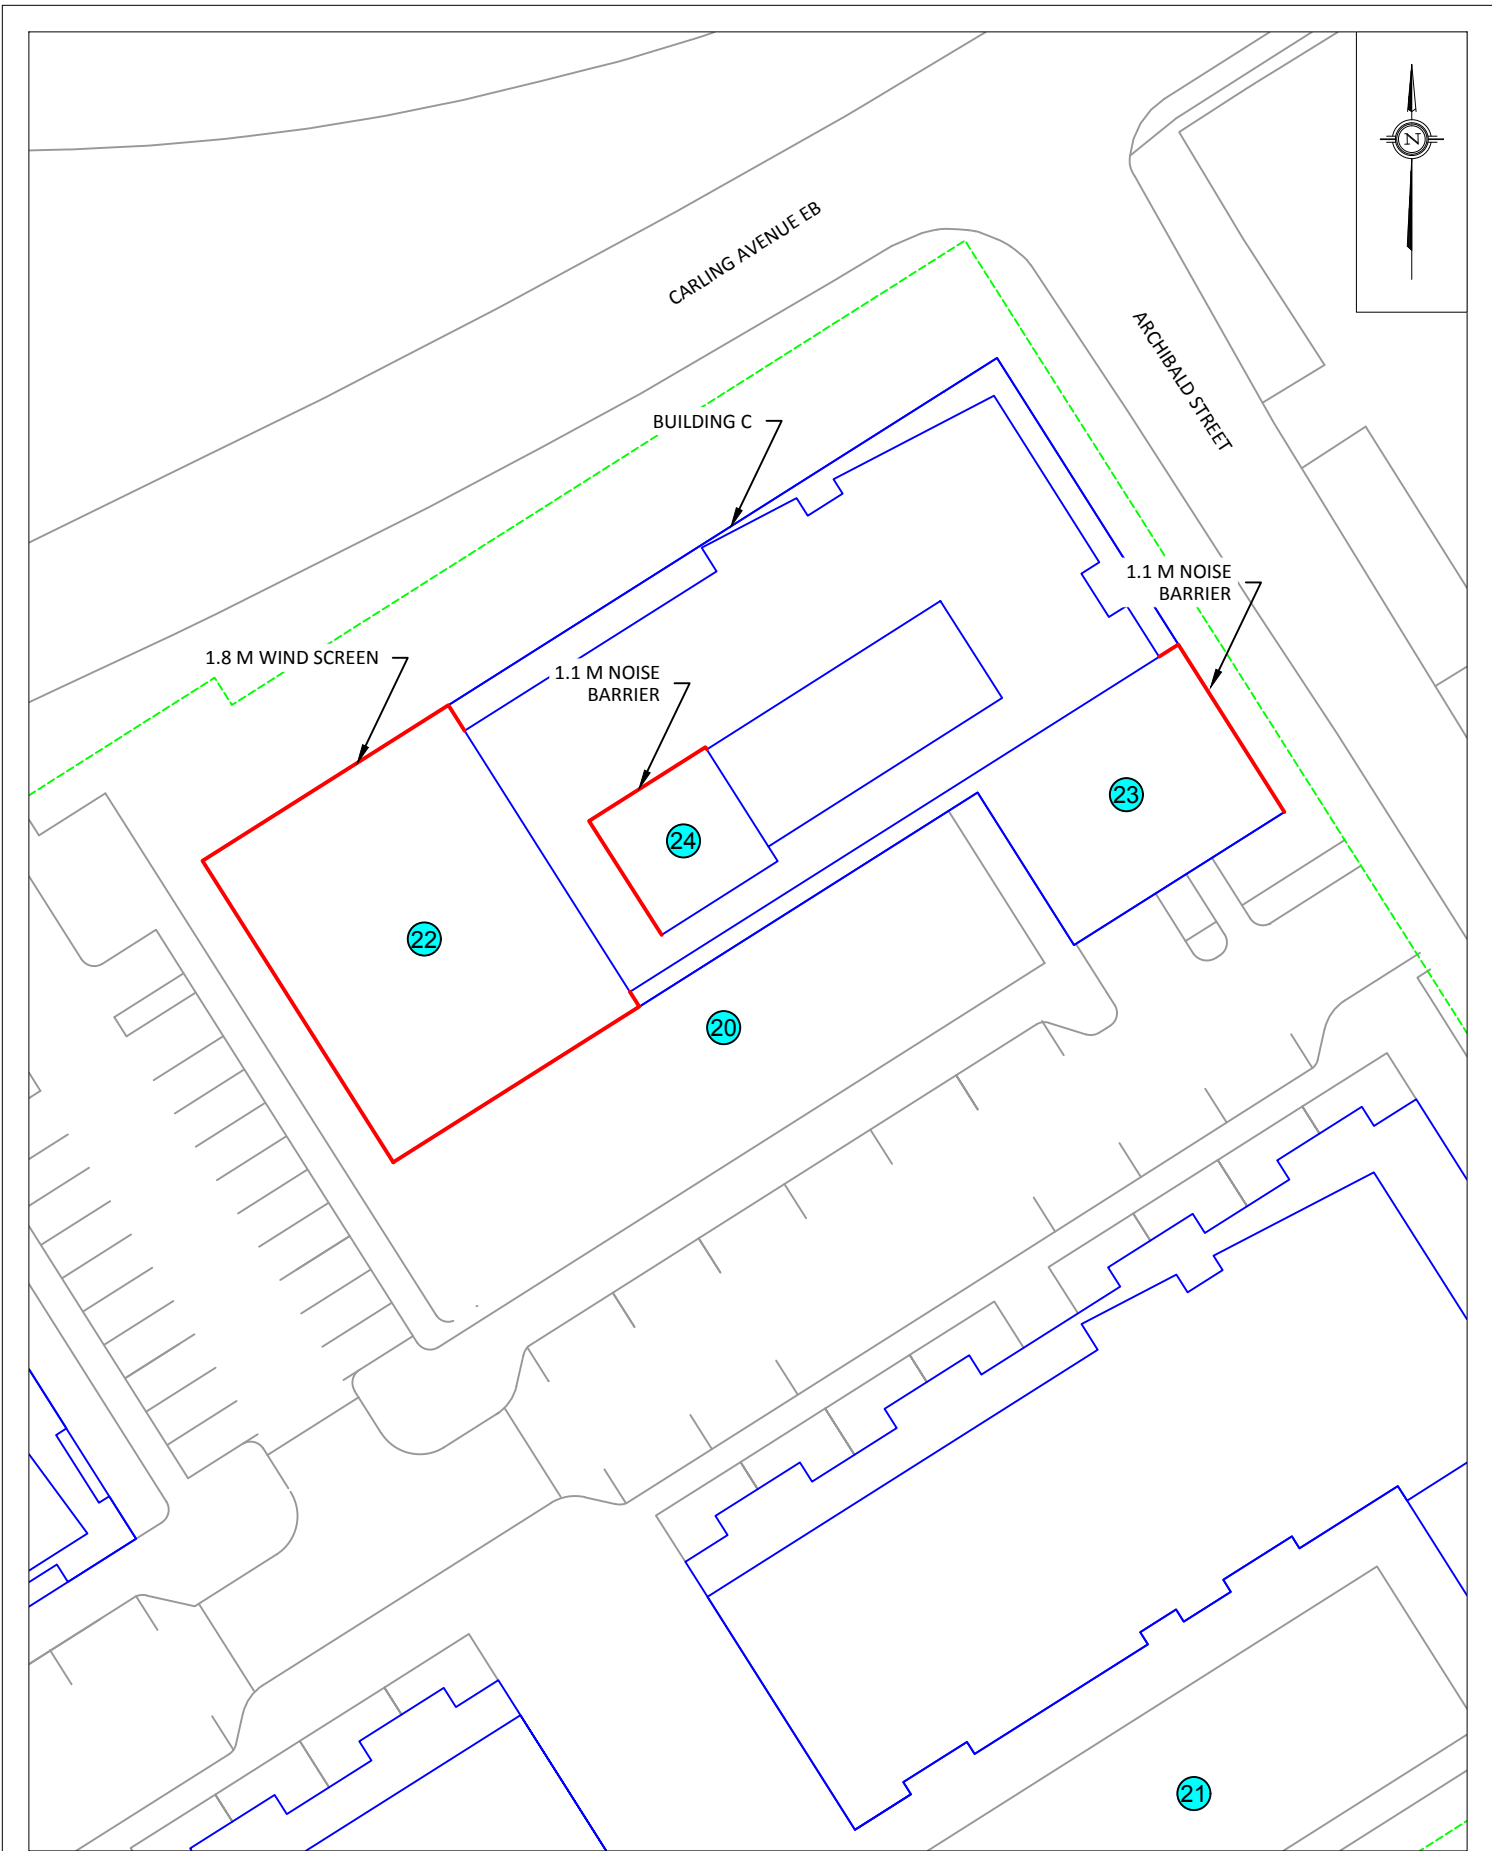 N
CARLING AVENUE EB
ARCHIBALD STREET
BUILDING C
1.1 M NOISE
BARRIER
1.8 M WIND SCREEN
1.1 M NOISE
BARRIER
23
24
22
20
21